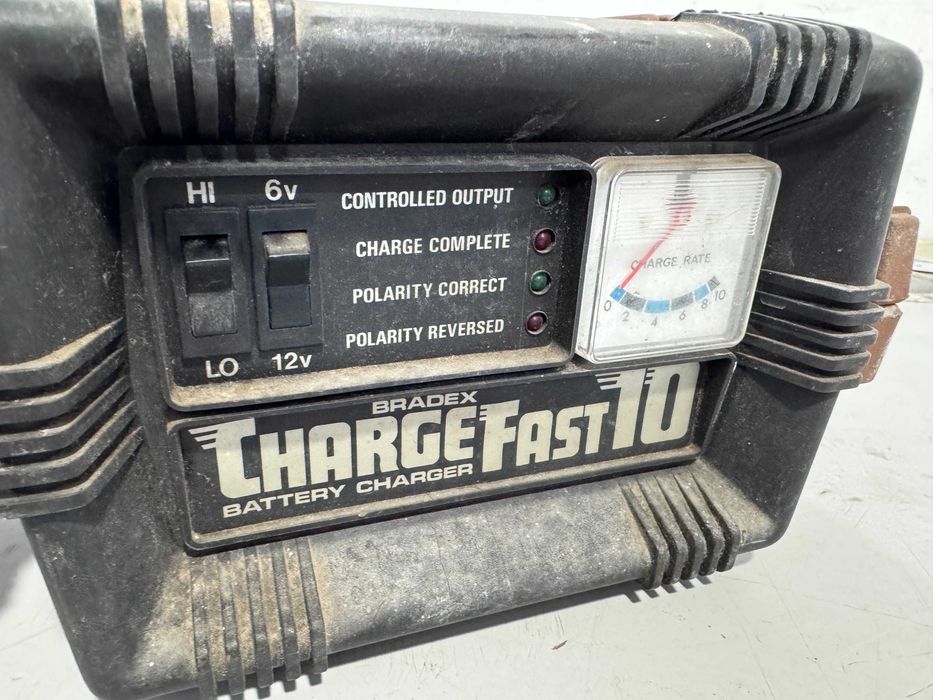 HI
6v
LO
12v
CONTROLLED OUTPUT
CHARGE COMPLETE
POLARITY CORRECT
POLARITY REVERSED
CHARGE RATE
0 2 4 6 8 10
BRADEX
CHARGE FAST 10
BATTERY CHARGER